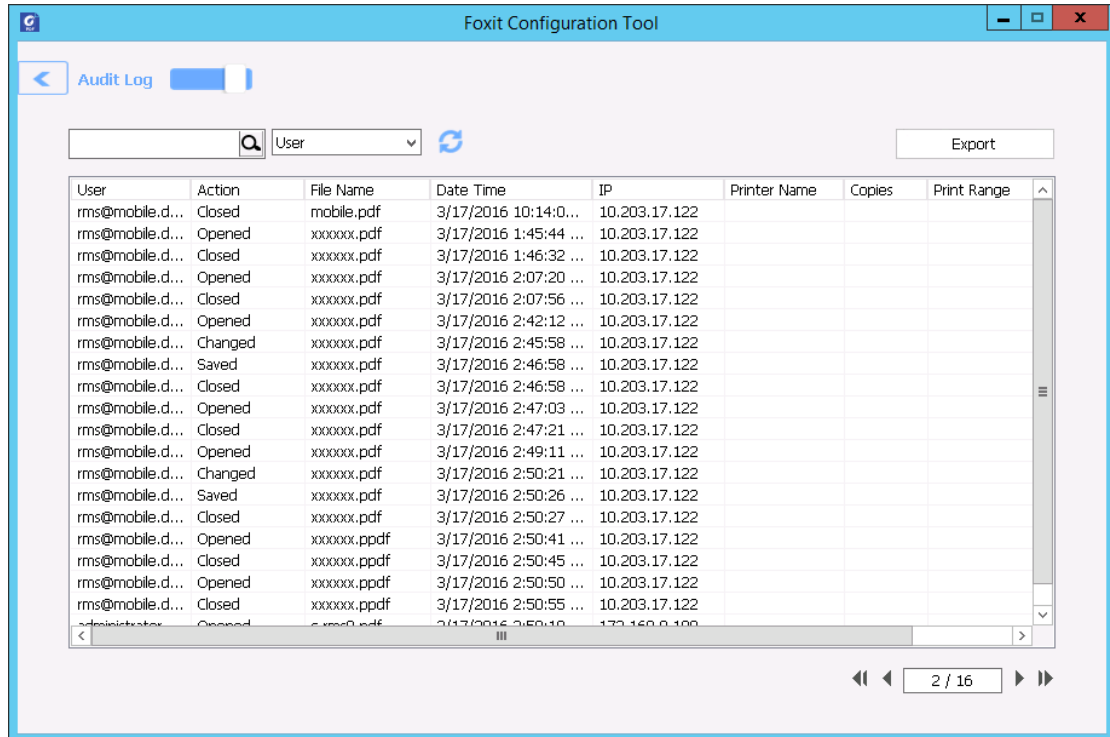 Foxit Configuration Tool
Audit Log
User
Export
User Action File Name Date Time IP Printer Name Copies Print Range
rms@mobile.d... Closed mobile.pdf 3/17/2016 10:14:0... 10.203.17.122
rms@mobile.d... Opened xxxxxx.pdf 3/17/2016 1:45:44 ... 10.203.17.122
rms@mobile.d... Closed xxxxxx.pdf 3/17/2016 1:46:32 ... 10.203.17.122
rms@mobile.d... Opened xxxxxx.pdf 3/17/2016 2:07:20 ... 10.203.17.122
rms@mobile.d... Closed xxxxxx.pdf 3/17/2016 2:07:56 ... 10.203.17.122
rms@mobile.d... Opened xxxxxx.pdf 3/17/2016 2:42:12 ... 10.203.17.122
rms@mobile.d... Changed xxxxxx.pdf 3/17/2016 2:45:58 ... 10.203.17.122
rms@mobile.d... Saved xxxxxx.pdf 3/17/2016 2:46:58 ... 10.203.17.122
rms@mobile.d... Closed xxxxxx.pdf 3/17/2016 2:46:58 ... 10.203.17.122
rms@mobile.d... Opened xxxxxx.pdf 3/17/2016 2:47:03 ... 10.203.17.122
rms@mobile.d... Closed xxxxxx.pdf 3/17/2016 2:47:21 ... 10.203.17.122
rms@mobile.d... Opened xxxxxx.pdf 3/17/2016 2:49:11 ... 10.203.17.122
rms@mobile.d... Changed xxxxxx.pdf 3/17/2016 2:50:21 ... 10.203.17.122
rms@mobile.d... Saved xxxxxx.pdf 3/17/2016 2:50:26 ... 10.203.17.122
rms@mobile.d... Closed xxxxxx.pdf 3/17/2016 2:50:27 ... 10.203.17.122
rms@mobile.d... Opened xxxxxx.ppdf 3/17/2016 2:50:41 ... 10.203.17.122
rms@mobile.d... Closed xxxxxx.ppdf 3/17/2016 2:50:45 ... 10.203.17.122
rms@mobile.d... Opened xxxxxx.ppdf 3/17/2016 2:50:50 ... 10.203.17.122
rms@mobile.d... Closed xxxxxx.ppdf 3/17/2016 2:50:55 ... 10.203.17.122
administrator Opened
2 / 16